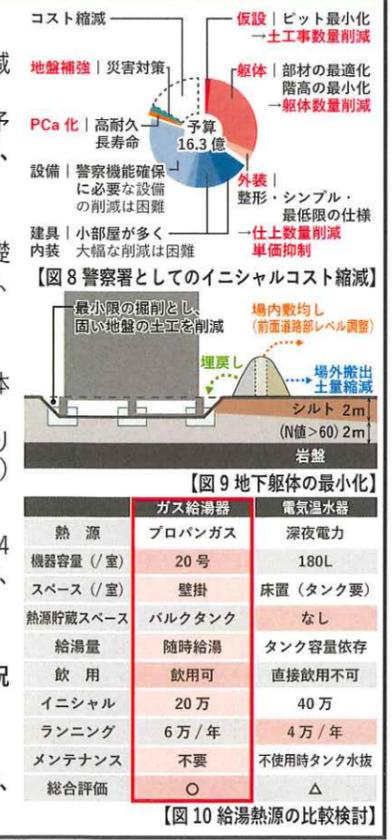 コスト縮減
仮設｜ピット最小化
→土工事数量削減
地盤補強｜災害対策
躯体｜部材の最適化
階高の最小化
→躯体数量削減
PCa 化｜高耐久
長寿命
予算
16.3 億
設備｜警察機能確保
に必要な設備
の削減は困難
外装｜
整形・シンプル・
最低限の仕様
→仕上数量削減
単価抑制
建具｜小部屋が多く
内装 大幅な削減は困難
【図 8 警察署としてのイニシャルコスト縮減】
最小限の掘削とし、
固い地盤の土工を削減
場内敷均し
(前面道路部レベル調整)
埋戻し
場外搬出
土量縮減
シルト 2m
(N値＞60) 2m
岩盤
【図 9 地下躯体の最小化】
ガス給湯器 電気温水器
熱 源 プロパンガス 深夜電力
機器容量（/ 室） 20 号 180L
スペース（/ 室） 壁掛 床置（タンク要）
熱源貯蔵スペース バルクタンク なし
給湯量 随時給湯 タンク容量依存
飲 用 飲用可 直接飲用不可
イニシャル 20 万 40 万
ランニング 6 万 / 年 4 万 / 年
メンテナンス 不要 不使用時タンク水抜
総合評価 ○ △
【図 10 給湯熱源の比較検討】